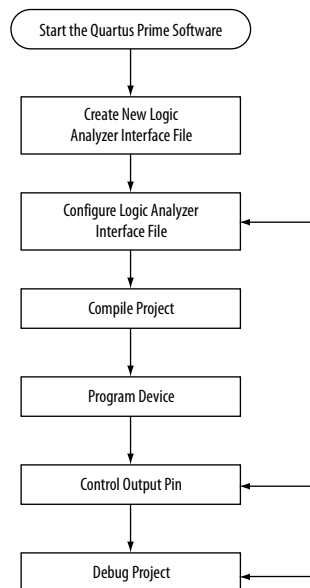 Start the Quartus Prime Software
Create New Logic
Analyzer Interface File
Configure Logic Analyzer
Interface File
Compile Project
Program Device
Control Output Pin
Debug Project